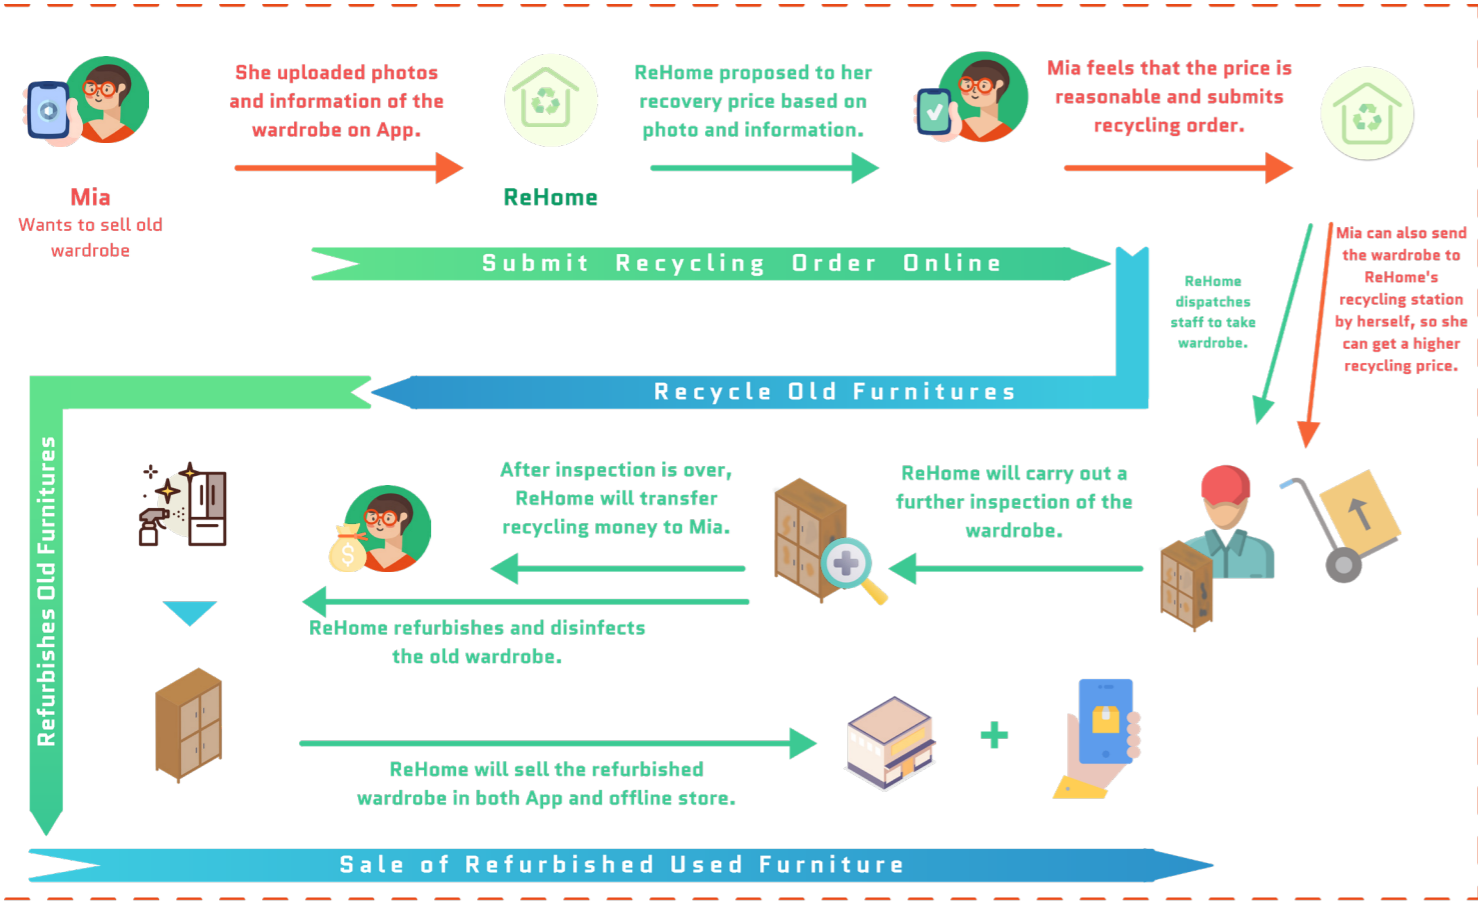 She uploaded photos
and information of the
wardrobe on App.
ReHome proposed to her
recovery price based on
photo and information.
Mia feels that the price is
reasonable and submits
recycling order.
Mia
Wants to sell old
wardrobe
ReHome
Submit Recycling Order Online
ReHome
dispatches
staff to take
wardrobe.
Mia can also send
the wardrobe to
ReHome's
recycling station
by herself, so she
can get a higher
recycling price.
Recycle Old Furnitures
Refurbishes Old Furnitures
After inspection is over,
ReHome will transfer
recycling money to Mia.
ReHome will carry out a
further inspection of the
wardrobe.
$
ReHome refurbishes and disinfects
the old wardrobe.
+
ReHome will sell the refurbished
wardrobe in both App and offline store.
Sale of Refurbished Used Furniture